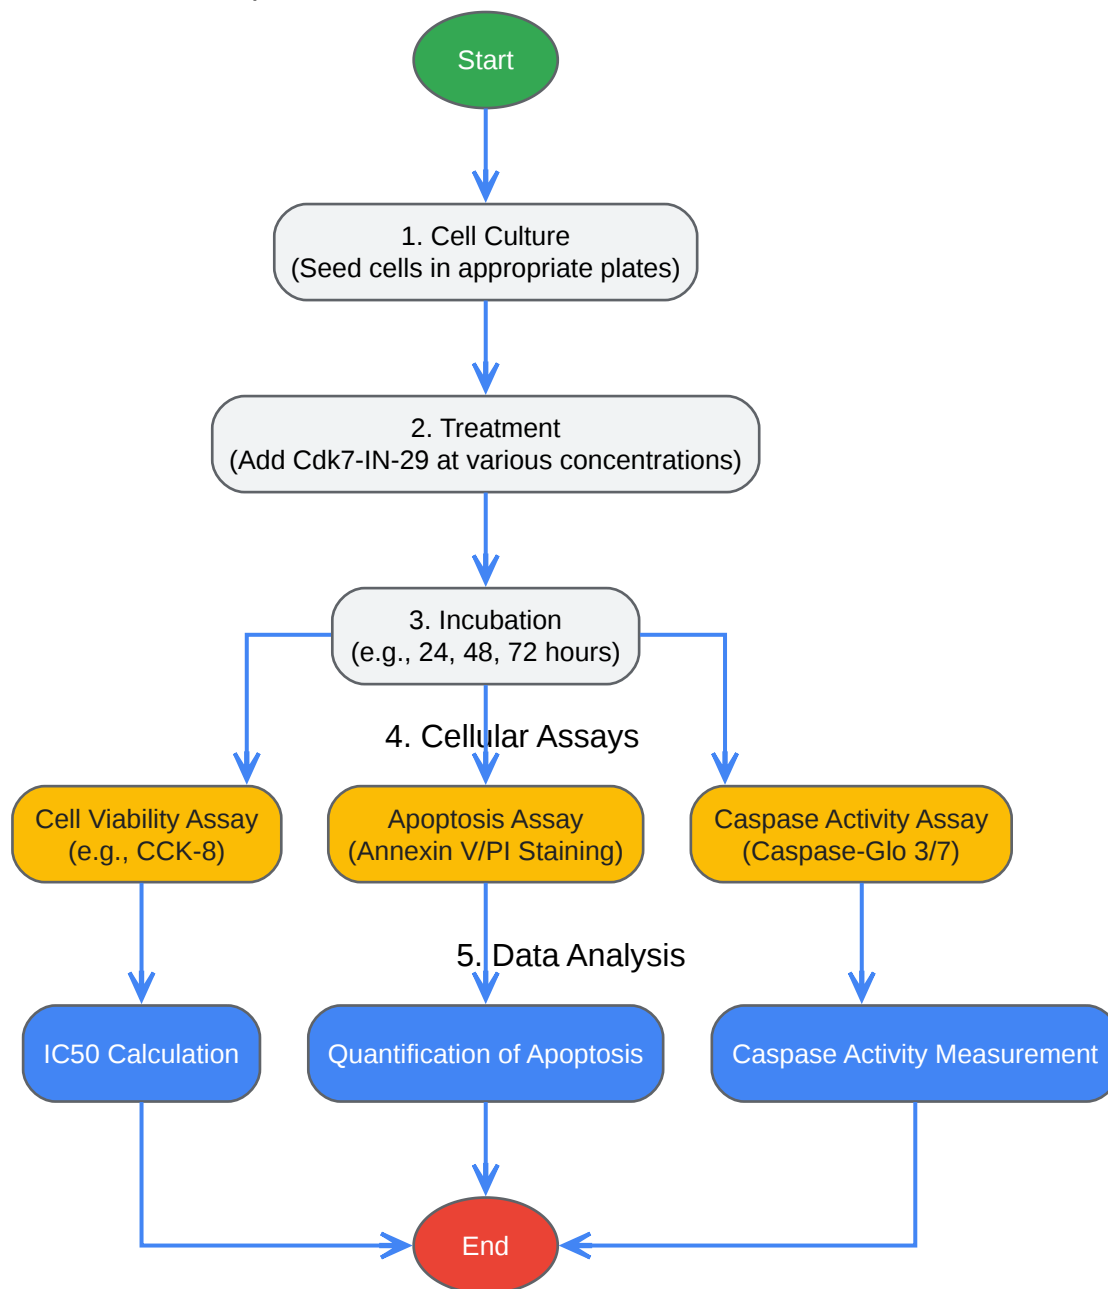 Start
1. Cell Culture
(Seed cells in appropriate plates)
2. Treatment
(Add Cdk7-IN-29 at various concentrations)
3. Incubation
(e.g., 24, 48, 72 hours)
4. Cellular Assays
Cell Viability Assay
(e.g., CCK-8)
Apoptosis Assay
(Annexin V/PI Staining)
Caspase Activity Assay
(Caspase-Glo 3/7)
5. Data Analysis
IC50 Calculation
Quantification of Apoptosis
Caspase Activity Measurement
End